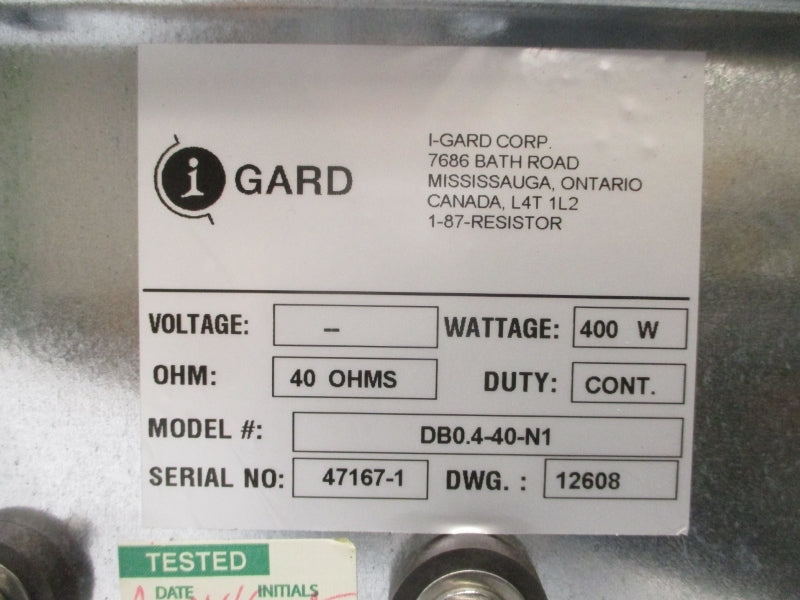 i GARD
I-GARD CORP.
7686 BATH ROAD
MISSISSAUGA, ONTARIO
CANADA, L4T 1L2
1-87-RESISTOR
VOLTAGE: -- WATTAGE: 400 W
OHM: 40 OHMS DUTY: CONT.
MODEL #: DB0.4-40-N1
SERIAL NO: 47167-1 DWG. : 12608
TESTED
DATE INITIALS